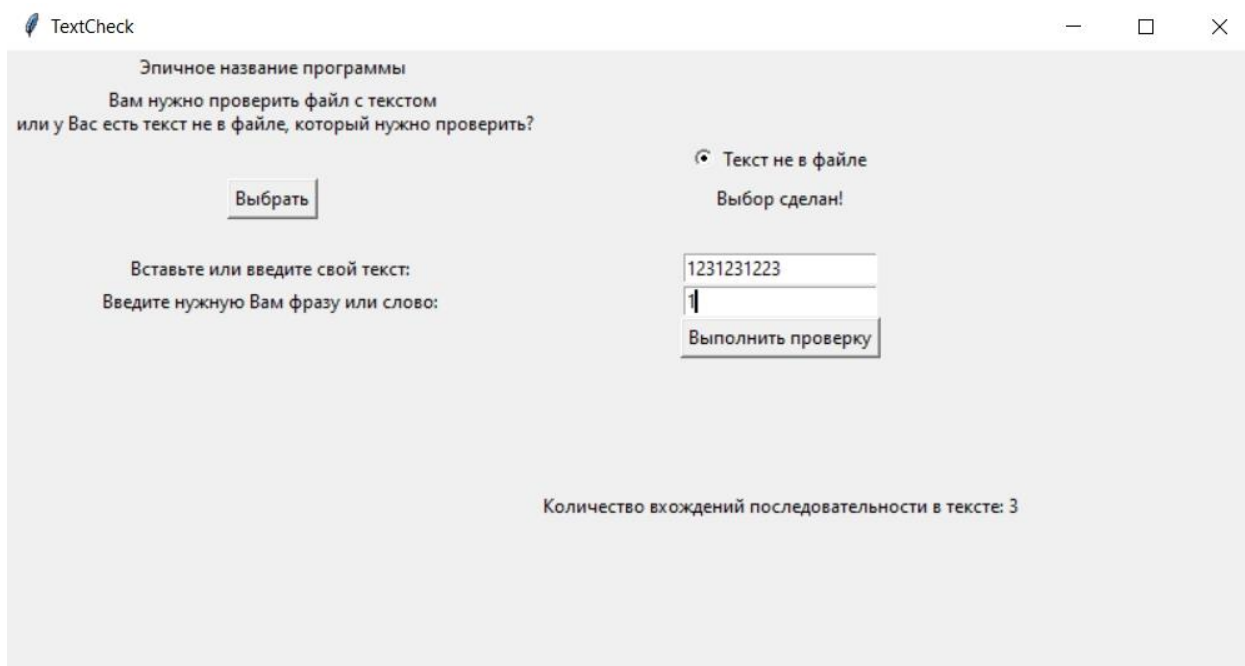 TextCheck
Эпичное название программы
Вам нужно проверить файл с текстом
или у Вас есть текст не в файле, который нужно проверить?
Текст не в файле
Выбрать
Выбор сделан!
Вставьте или введите свой текст:
1231231223
Введите нужную Вам фразу или слово:
1
Выполнить проверку
Количество вхождений последовательности в тексте: 3